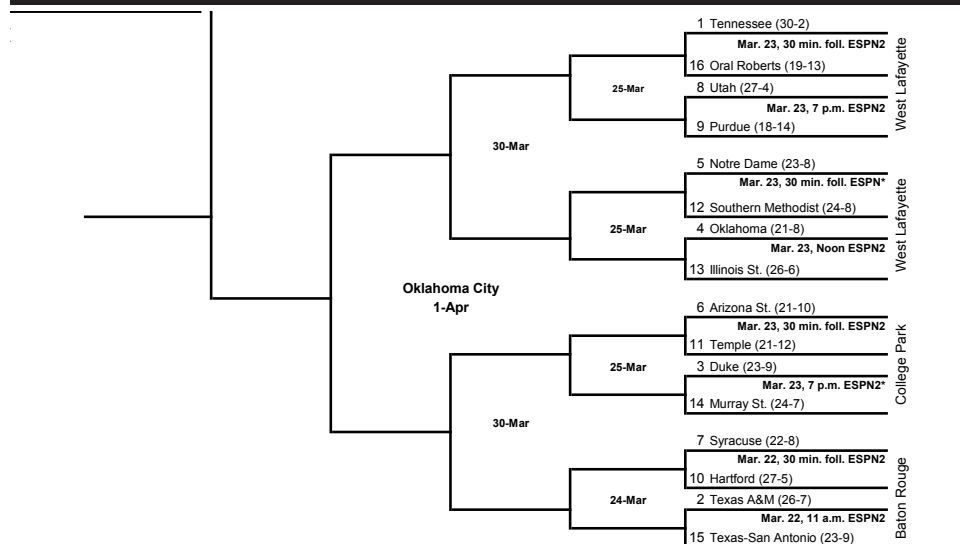 1 Tennessee (30-2)
Mar. 23, 30 min. foll. ESPN2
16 Oral Roberts (19-13)
25-Mar
8 Utah (27-4)
Mar. 23, 7 p.m. ESPN2
9 Purdue (18-14)
West Lafayette
30-Mar
5 Notre Dame (23-8)
Mar. 23, 30 min. foll. ESPN*
12 Southern Methodist (24-8)
25-Mar
4 Oklahoma (21-8)
Mar. 23, Noon ESPN2
13 Illinois St. (26-6)
West Lafayette
Oklahoma City
1-Apr
6 Arizona St. (21-10)
Mar. 23, 30 min. foll. ESPN2
11 Temple (21-12)
25-Mar
3 Duke (23-9)
Mar. 23, 7 p.m. ESPN2*
14 Murray St. (24-7)
College Park
30-Mar
7 Syracuse (22-8)
Mar. 22, 30 min. foll. ESPN2
10 Hartford (27-5)
24-Mar
2 Texas A&M (26-7)
Mar. 22, 11 a.m. ESPN2
15 Texas-San Antonio (23-9)
Baton Rouge